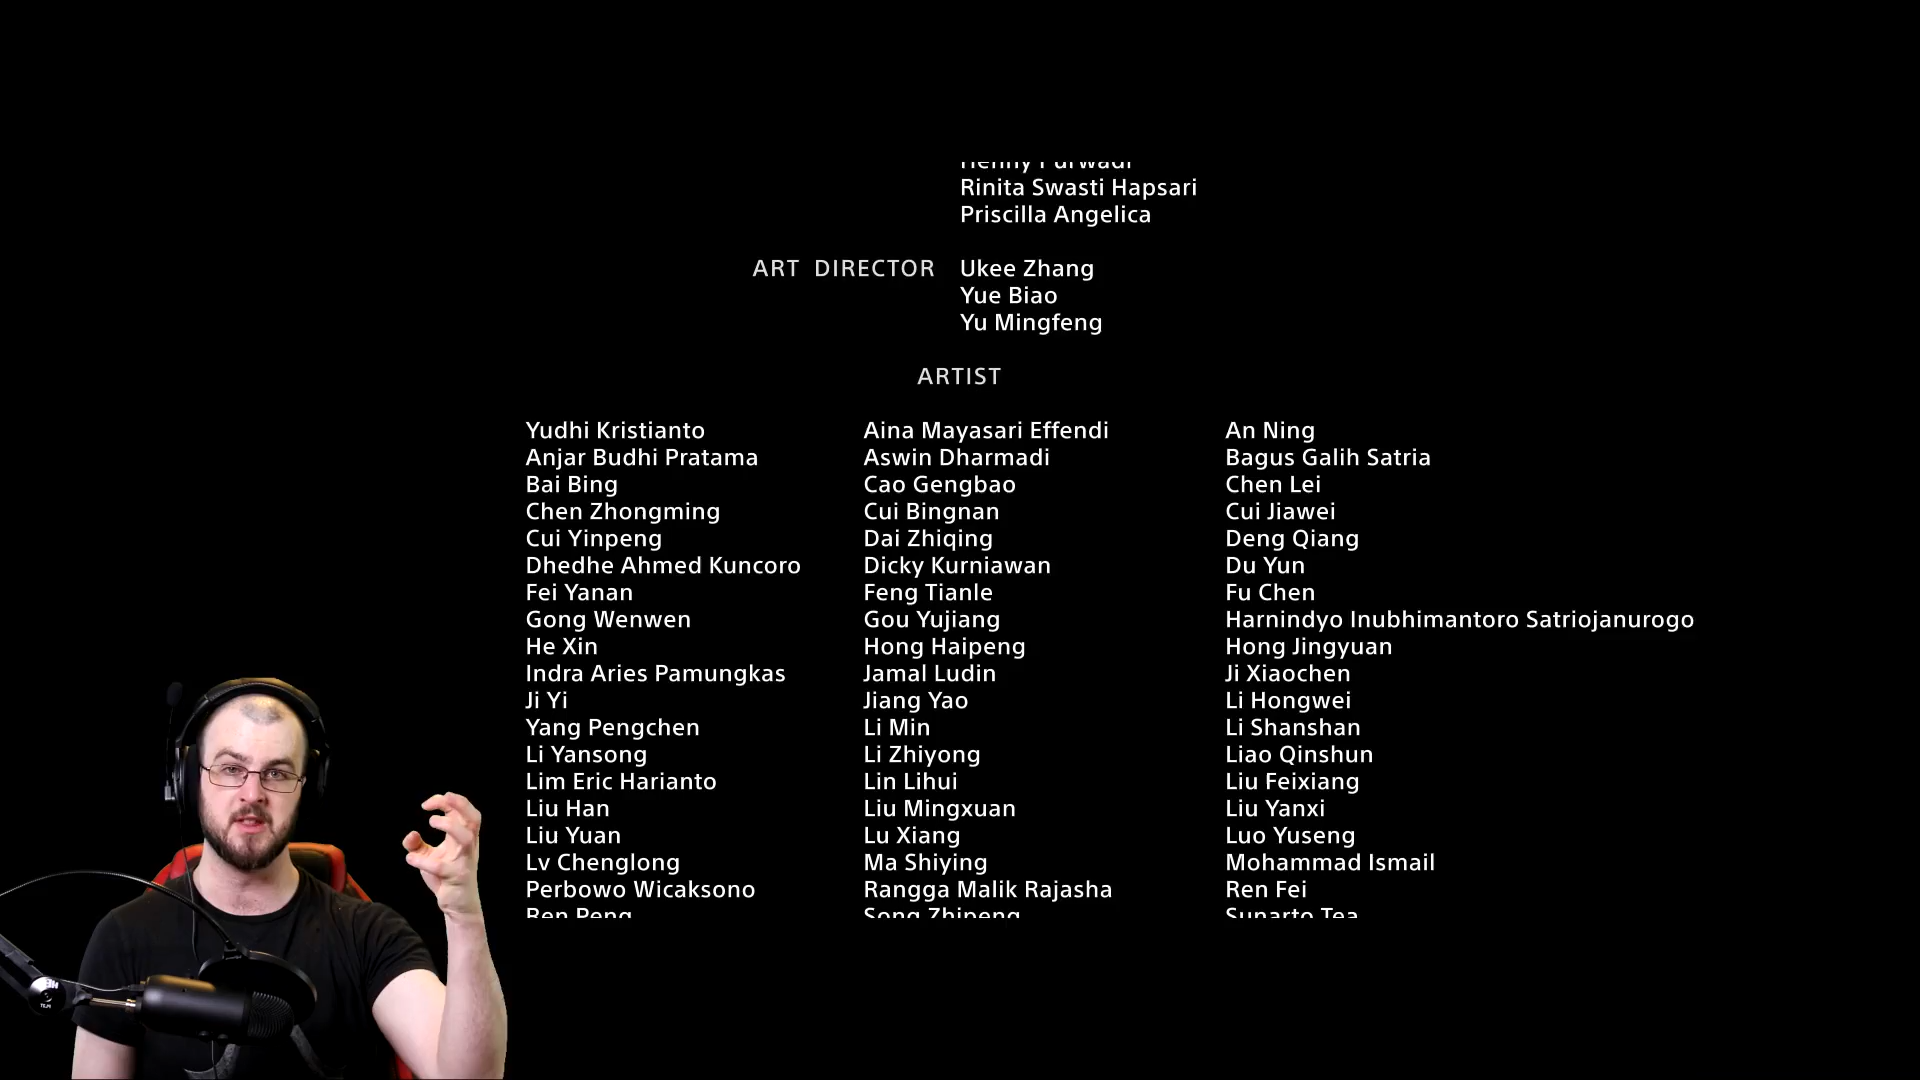 Rinita Swasti Hapsari
Priscilla Angelica
ART DIRECTOR Ukee Zhang
Yue Biao
Yu Mingfeng
ARTIST
Yudhi Kristianto Aina Mayasari Effendi An Ning
Anjar Budhi Pratama Aswin Dharmadi Bagus Galih Satria
Bai Bing Cao Gengbao Chen Lei
Chen Zhongming Cui Bingnan Cui Jiawei
Cui Yinpeng Dai Zhiqing Deng Qiang
Dhedhe Ahmed Kuncoro Dicky Kurniawan Du Yun
Fei Yanan Feng Tianle Fu Chen
Gong Wenwen Gou Yujiang Harnindyo Inubhimantoro Satriojanurogo
He Xin Hong Haipeng Hong Jingyuan
Indra Aries Pamungkas Jamal Ludin Ji Xiaochen
Ji Yi Jiang Yao Li Hongwei
Yang Pengchen Li Min Li Shanshan
Li Yansong Li Zhiyong Liao Qinshun
Lim Eric Harianto Lin Lihui Liu Feixiang
Liu Han Liu Mingxuan Liu Yanxi
Liu Yuan Lu Xiang Luo Yuseng
Lv Chenglong Ma Shiying Mohammad Ismail
Perbowo Wicaksono Rangga Malik Rajasha Ren Fei
Ren Peng Song Zhipeng Sunarto Tea